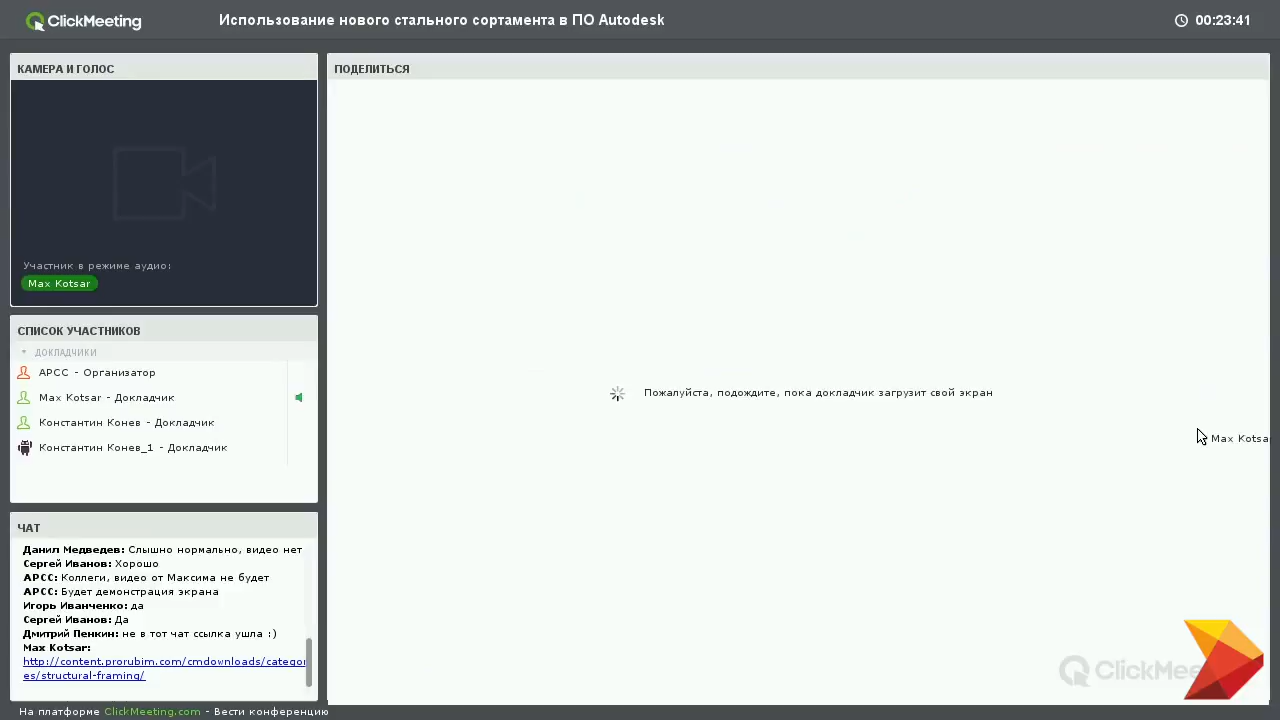 ClickMeeting
Использование нового стального сортамента в ПО Autodesk
00:23:41
КАМЕРА И ГОЛОС
Участник в режиме аудио:
Max Kotsar
СПИСОК УЧАСТНИКОВ
ДОКЛАДЧИКИ
АРСС - Организатор
Max Kotsar - Докладчик
Константин Конев - Докладчик
Константин Конев_1 - Докладчик
ЧАТ
Данил Медведев: Слышно нормально, видео нет
Сергей Иванов: Хорошо
АРСС: Коллеги, видео от Максима не будет
АРСС: Будет демонстрация экрана
Игорь Иванченко: да
Сергей Иванов: Да
Дмитрий Пенкин: не в тот чат ссылка ушла :)
Max Kotsar:
http://content.prorubim.com/cmdownloads/categor
es/structural-framing/
ПОДЕЛИТЬСЯ
Пожалуйста, подождите, пока докладчик загрузит свой экран
Max Kotsa
ClickMee
На платформе ClickMeeting.com - Вести конференцию